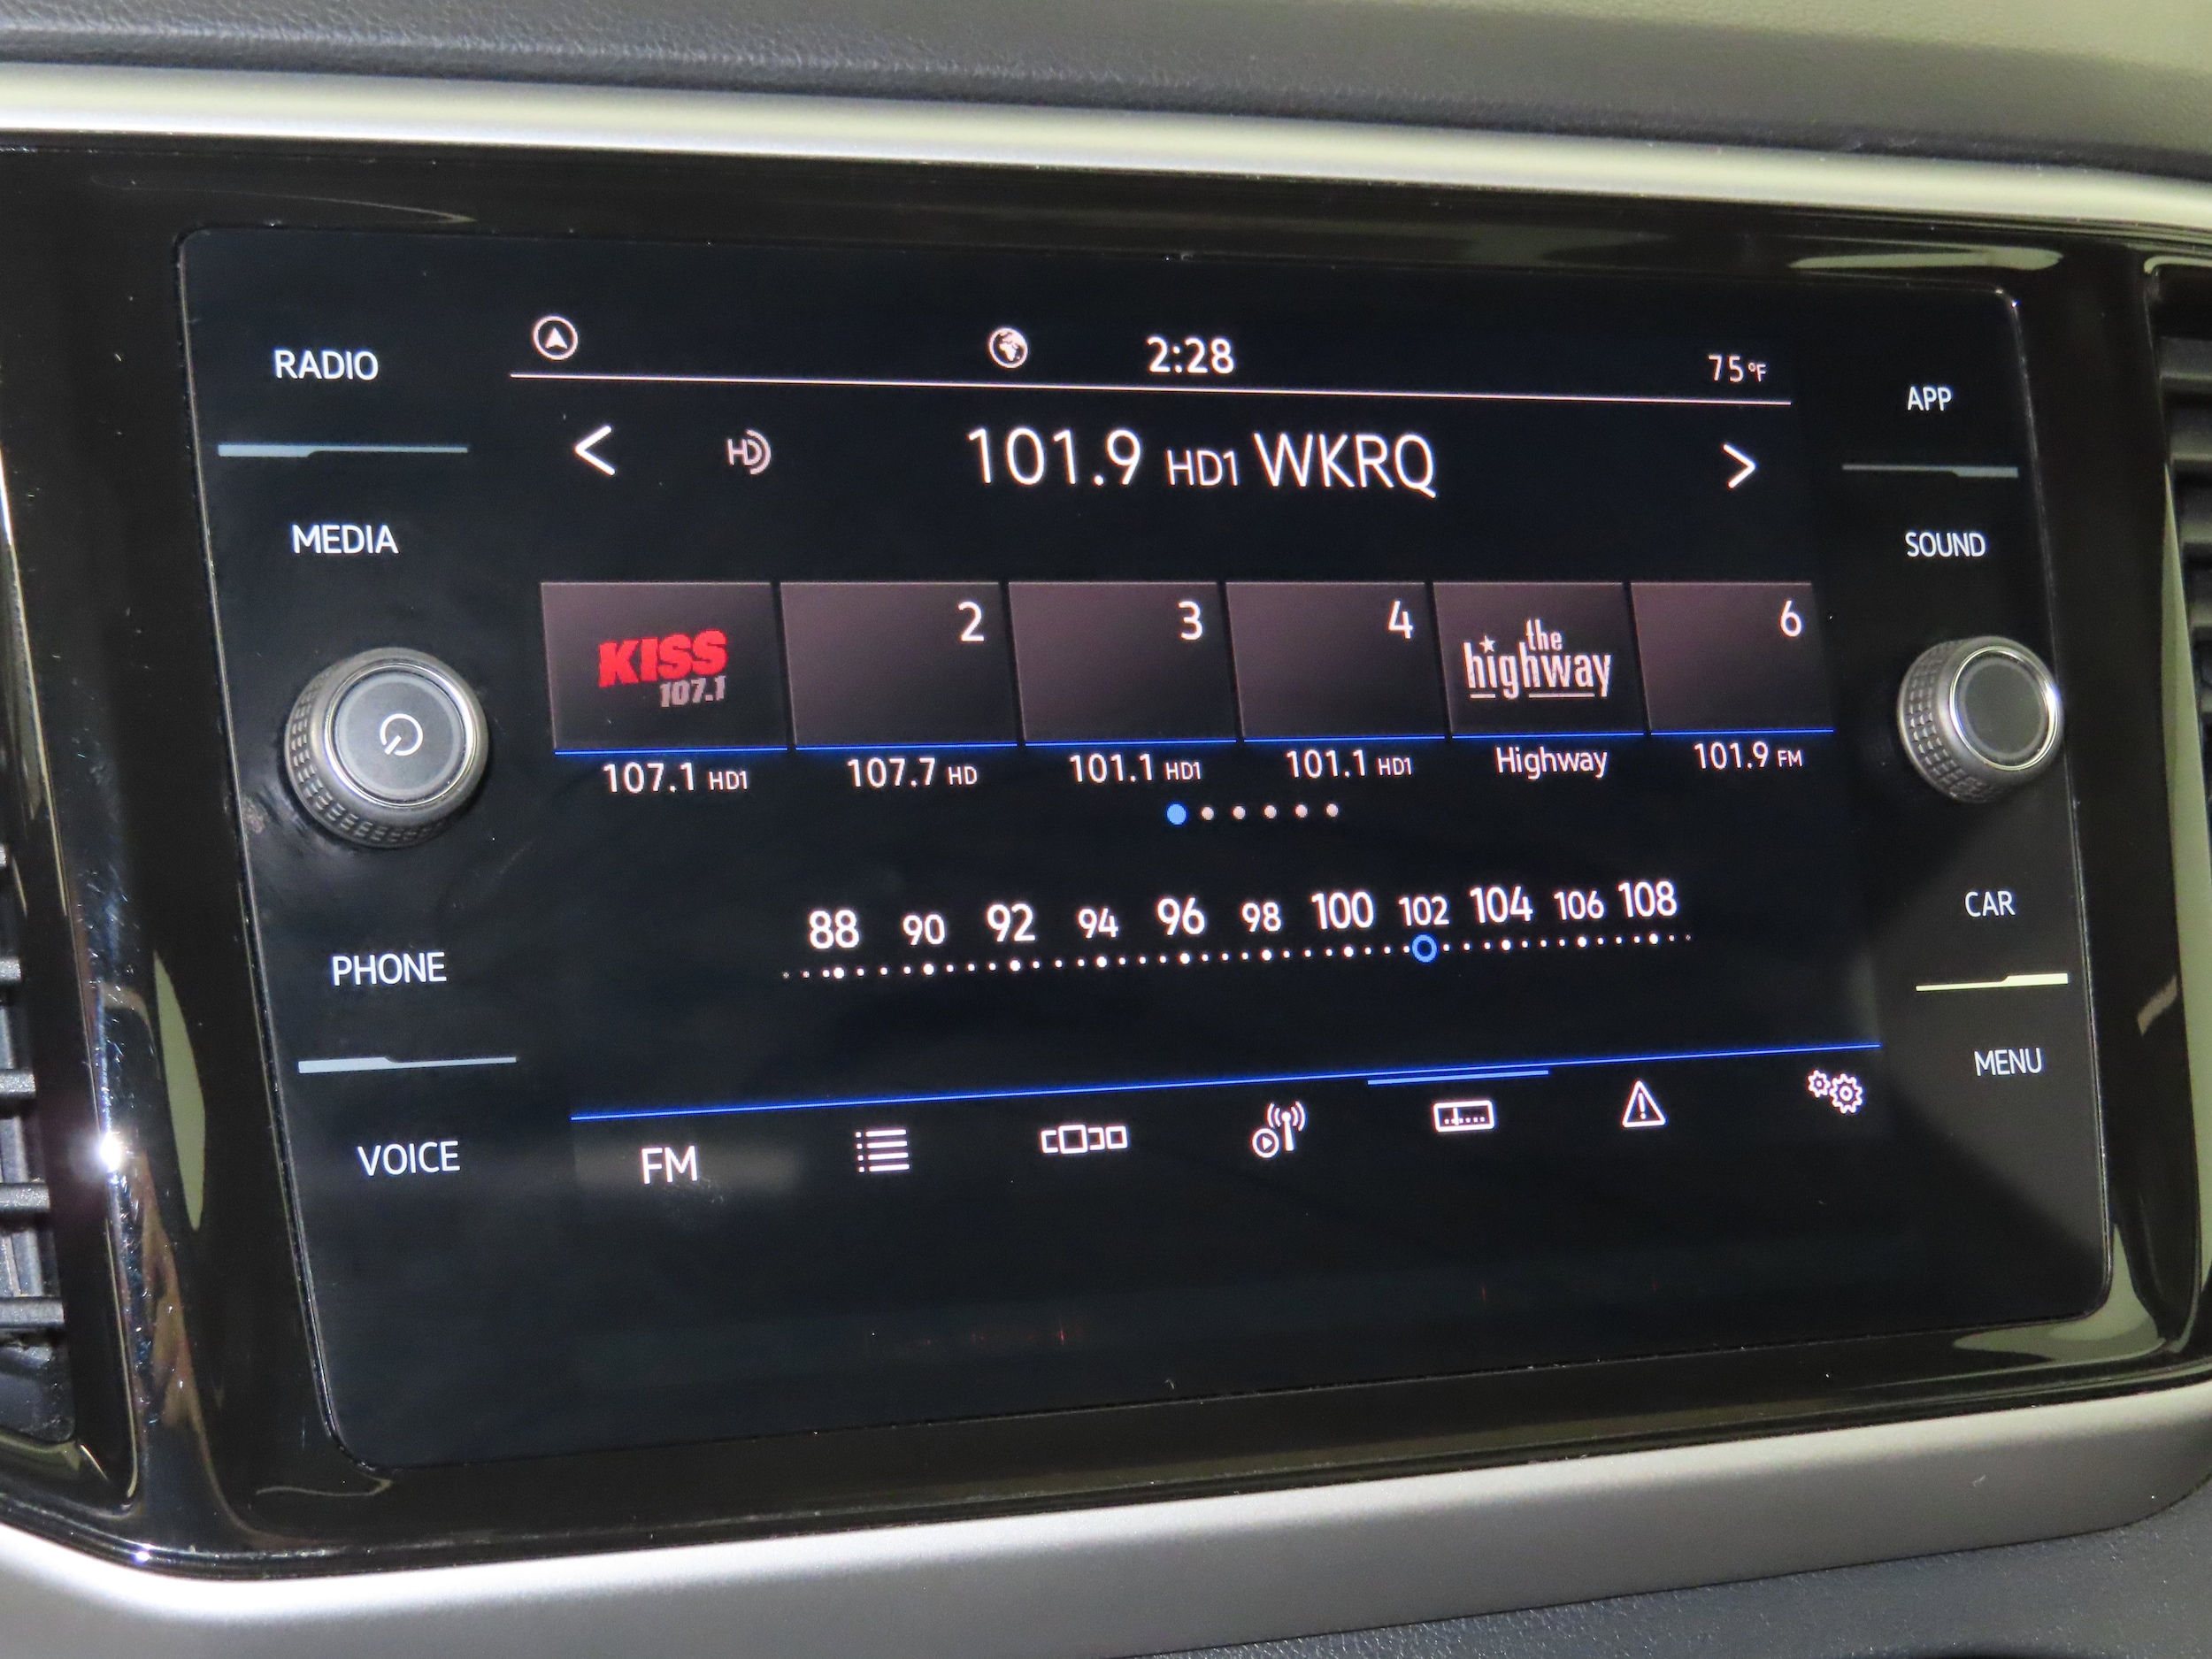 RADIO
MEDIA
PHONE
VOICE
2:28
75°F
HD
101.9 HD1 WKRQ
KISS
107.1
2
3
4
the
highway
6
107.1 HD1
107.7 HD
101.1 HD1
101.1 HD1
Highway
101.9 FM
88 90 92 94 96 98 100 102 104 106 108
FM
APP
SOUND
CAR
MENU